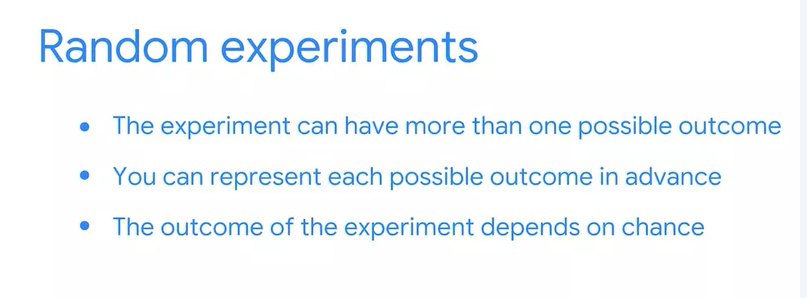 Random experiments
• The experiment can have more than one possible outcome
• You can represent each possible outcome in advance
• The outcome of the experiment depends on chance